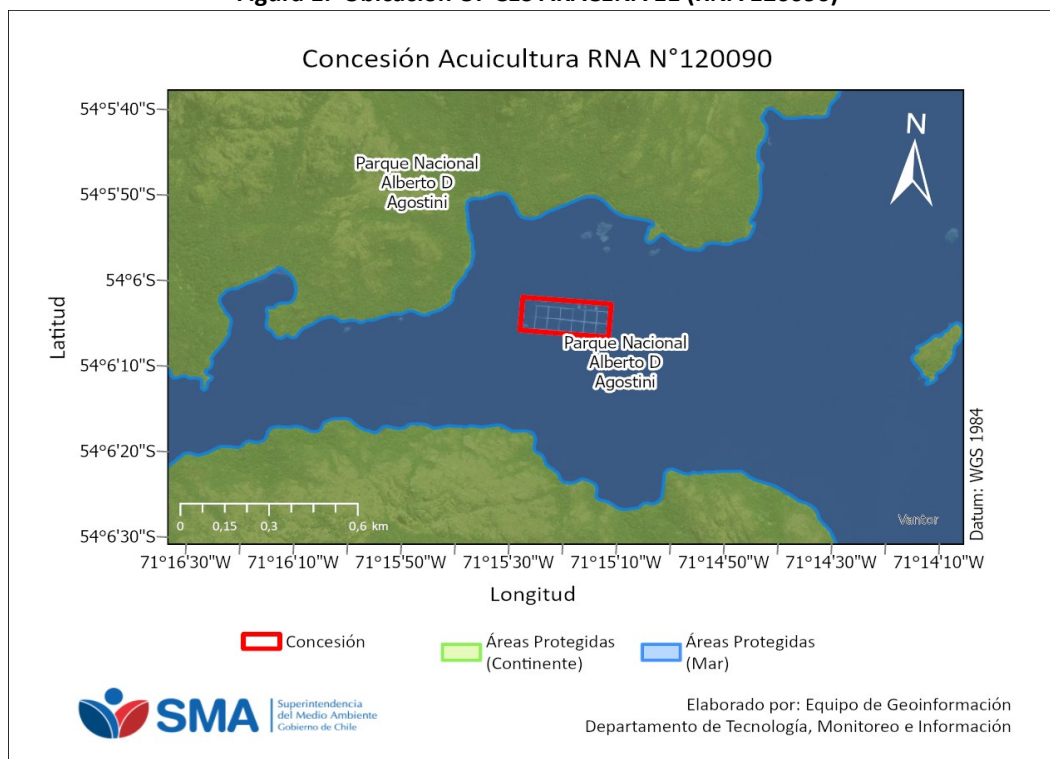 Concesión Acuicultura RNA N°120090
54°5'40"S
54°5'50"S
54°6'S
54°6'10"S
54°6'20"S
54°6'30"S
Latitud
Parque Nacional
Alberto D
Agostini
N
Parque Nacional
Alberto D
Agostini
0 0,15 0,3 0,6 km
Vantor
Datum: WGS 1984
71°16'30"W 71°16'10"W 71°15'50"W 71°15'30"W 71°15'10"W 71°14'50"W 71°14'30"W 71°14'10"W
Longitud
Concesión
Áreas Protegidas
(Continente)
Áreas Protegidas
(Mar)
SMA
Superintendencia
del Medio Ambiente
Gobierno de Chile
Elaborado por: Equipo de Geoinformación
Departamento de Tecnología, Monitoreo e Información